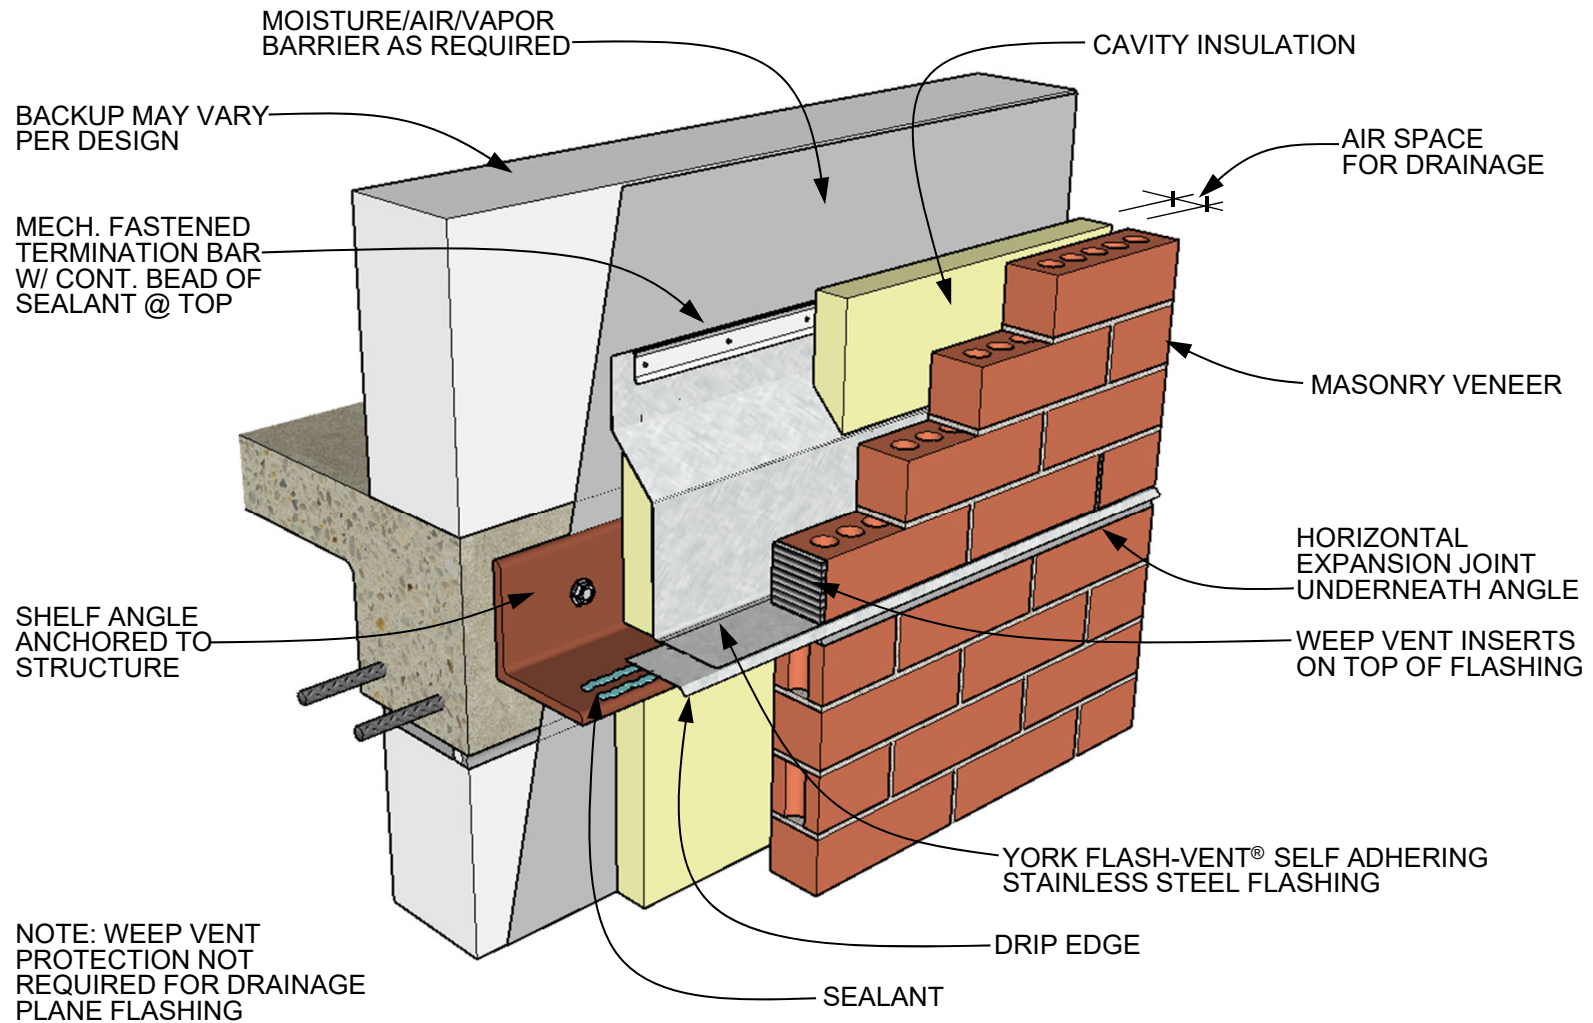 MOISTURE/AIR/VAPOR
BARRIER AS REQUIRED
CAVITY INSULATION
BACKUP MAY VARY
PER DESIGN
AIR SPACE
FOR DRAINAGE
MECH. FASTENED
TERMINATION BAR
W/ CONT. BEAD OF
SEALANT @ TOP
MASONRY VENEER
HORIZONTAL
EXPANSION JOINT
UNDERNEATH ANGLE
SHELF ANGLE
ANCHORED TO
STRUCTURE
WEEP VENT INSERTS
ON TOP OF FLASHING
YORK FLASH-VENT® SELF ADHERING
STAINLESS STEEL FLASHING
DRIP EDGE
SEALANT
NOTE: WEEP VENT
PROTECTION NOT
REQUIRED FOR DRAINAGE
PLANE FLASHING